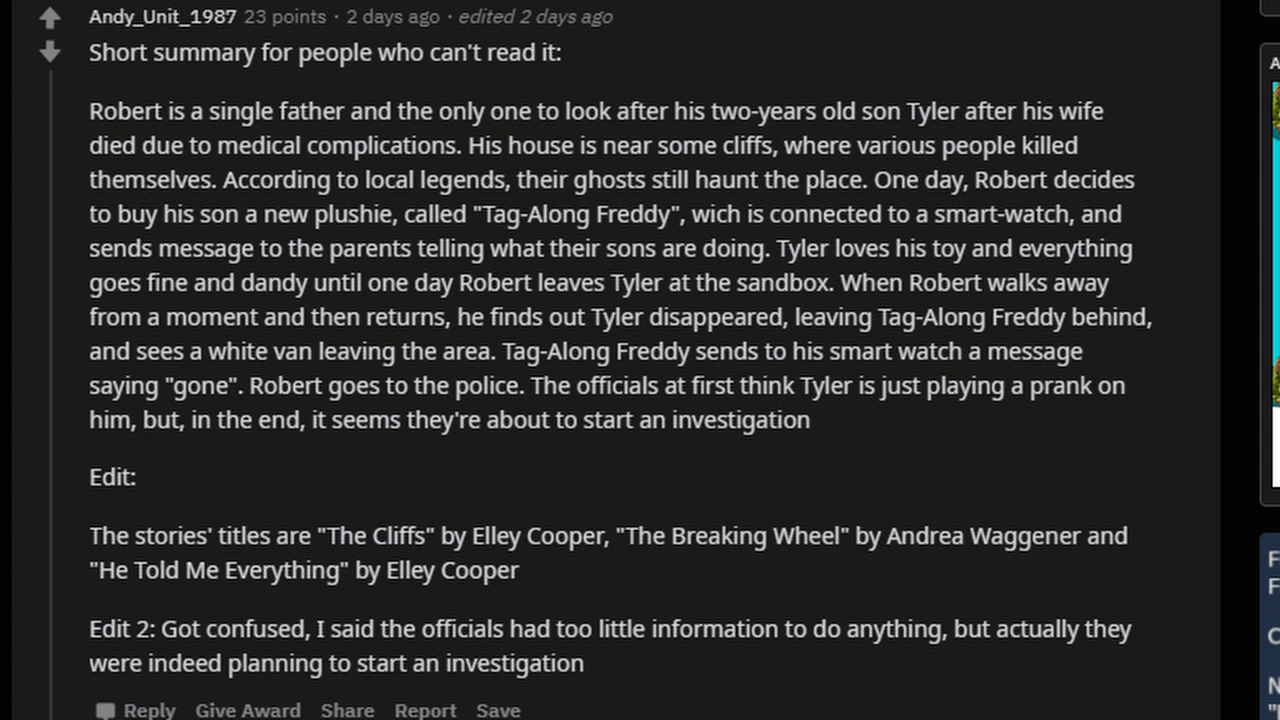 Andy_Unit_1987 23 points · 2 days ago · edited 2 days ago
Short summary for people who can't read it:
Robert is a single father and the only one to look after his two-years old son Tyler after his wife
died due to medical complications. His house is near some cliffs, where various people killed
themselves. According to local legends, their ghosts still haunt the place. One day, Robert decides
to buy his son a new plushie, called "Tag-Along Freddy", wich is connected to a smart-watch, and
sends message to the parents telling what their sons are doing. Tyler loves his toy and everything
goes fine and dandy until one day Robert leaves Tyler at the sandbox. When Robert walks away
from a moment and then returns, he finds out Tyler disappeared, leaving Tag-Along Freddy behind,
and sees a white van leaving the area. Tag-Along Freddy sends to his smart watch a message
saying "gone". Robert goes to the police. The officials at first think Tyler is just playing a prank on
him, but, in the end, it seems they're about to start an investigation
Edit:
The stories' titles are "The Cliffs" by Elley Cooper, "The Breaking Wheel" by Andrea Waggener and
"He Told Me Everything" by Elley Cooper
Edit 2: Got confused, I said the officials had too little information to do anything, but actually they
were indeed planning to start an investigation
Reply Give Award Share Report Save